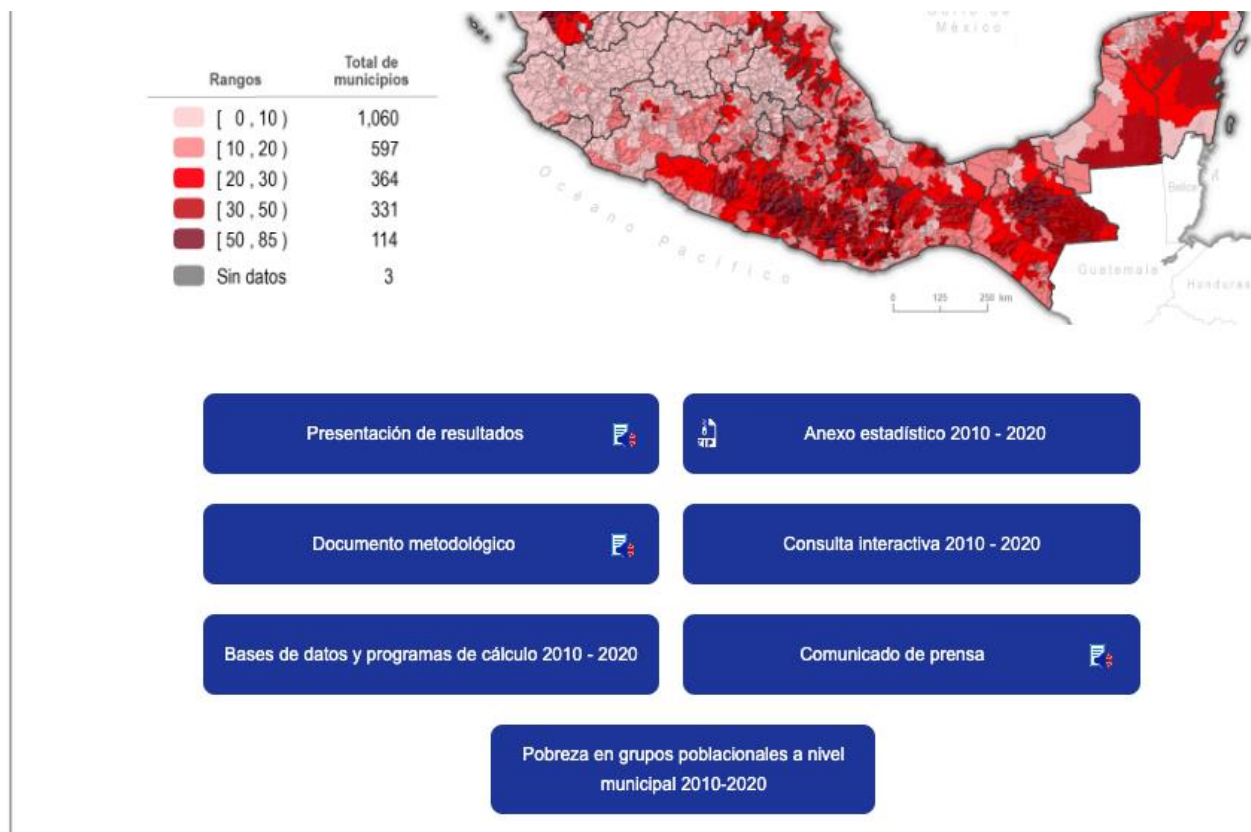 Golfo de
México
Total de
Rangos municipios
[ 0 , 10 ) 1,060
[ 10 , 20 ) 597
[ 20 , 30 ) 364
[ 30 , 50 ) 331
[ 50 , 85 ) 114
Sin datos 3
Océano Pacífico
Belice
Guatemala
Honduras
0 125 250 km
Presentación de resultados
Anexo estadístico 2010 - 2020
Documento metodológico
Consulta interactiva 2010 - 2020
Bases de datos y programas de cálculo 2010 - 2020
Comunicado de prensa
Pobreza en grupos poblacionales a nivel
municipal 2010-2020